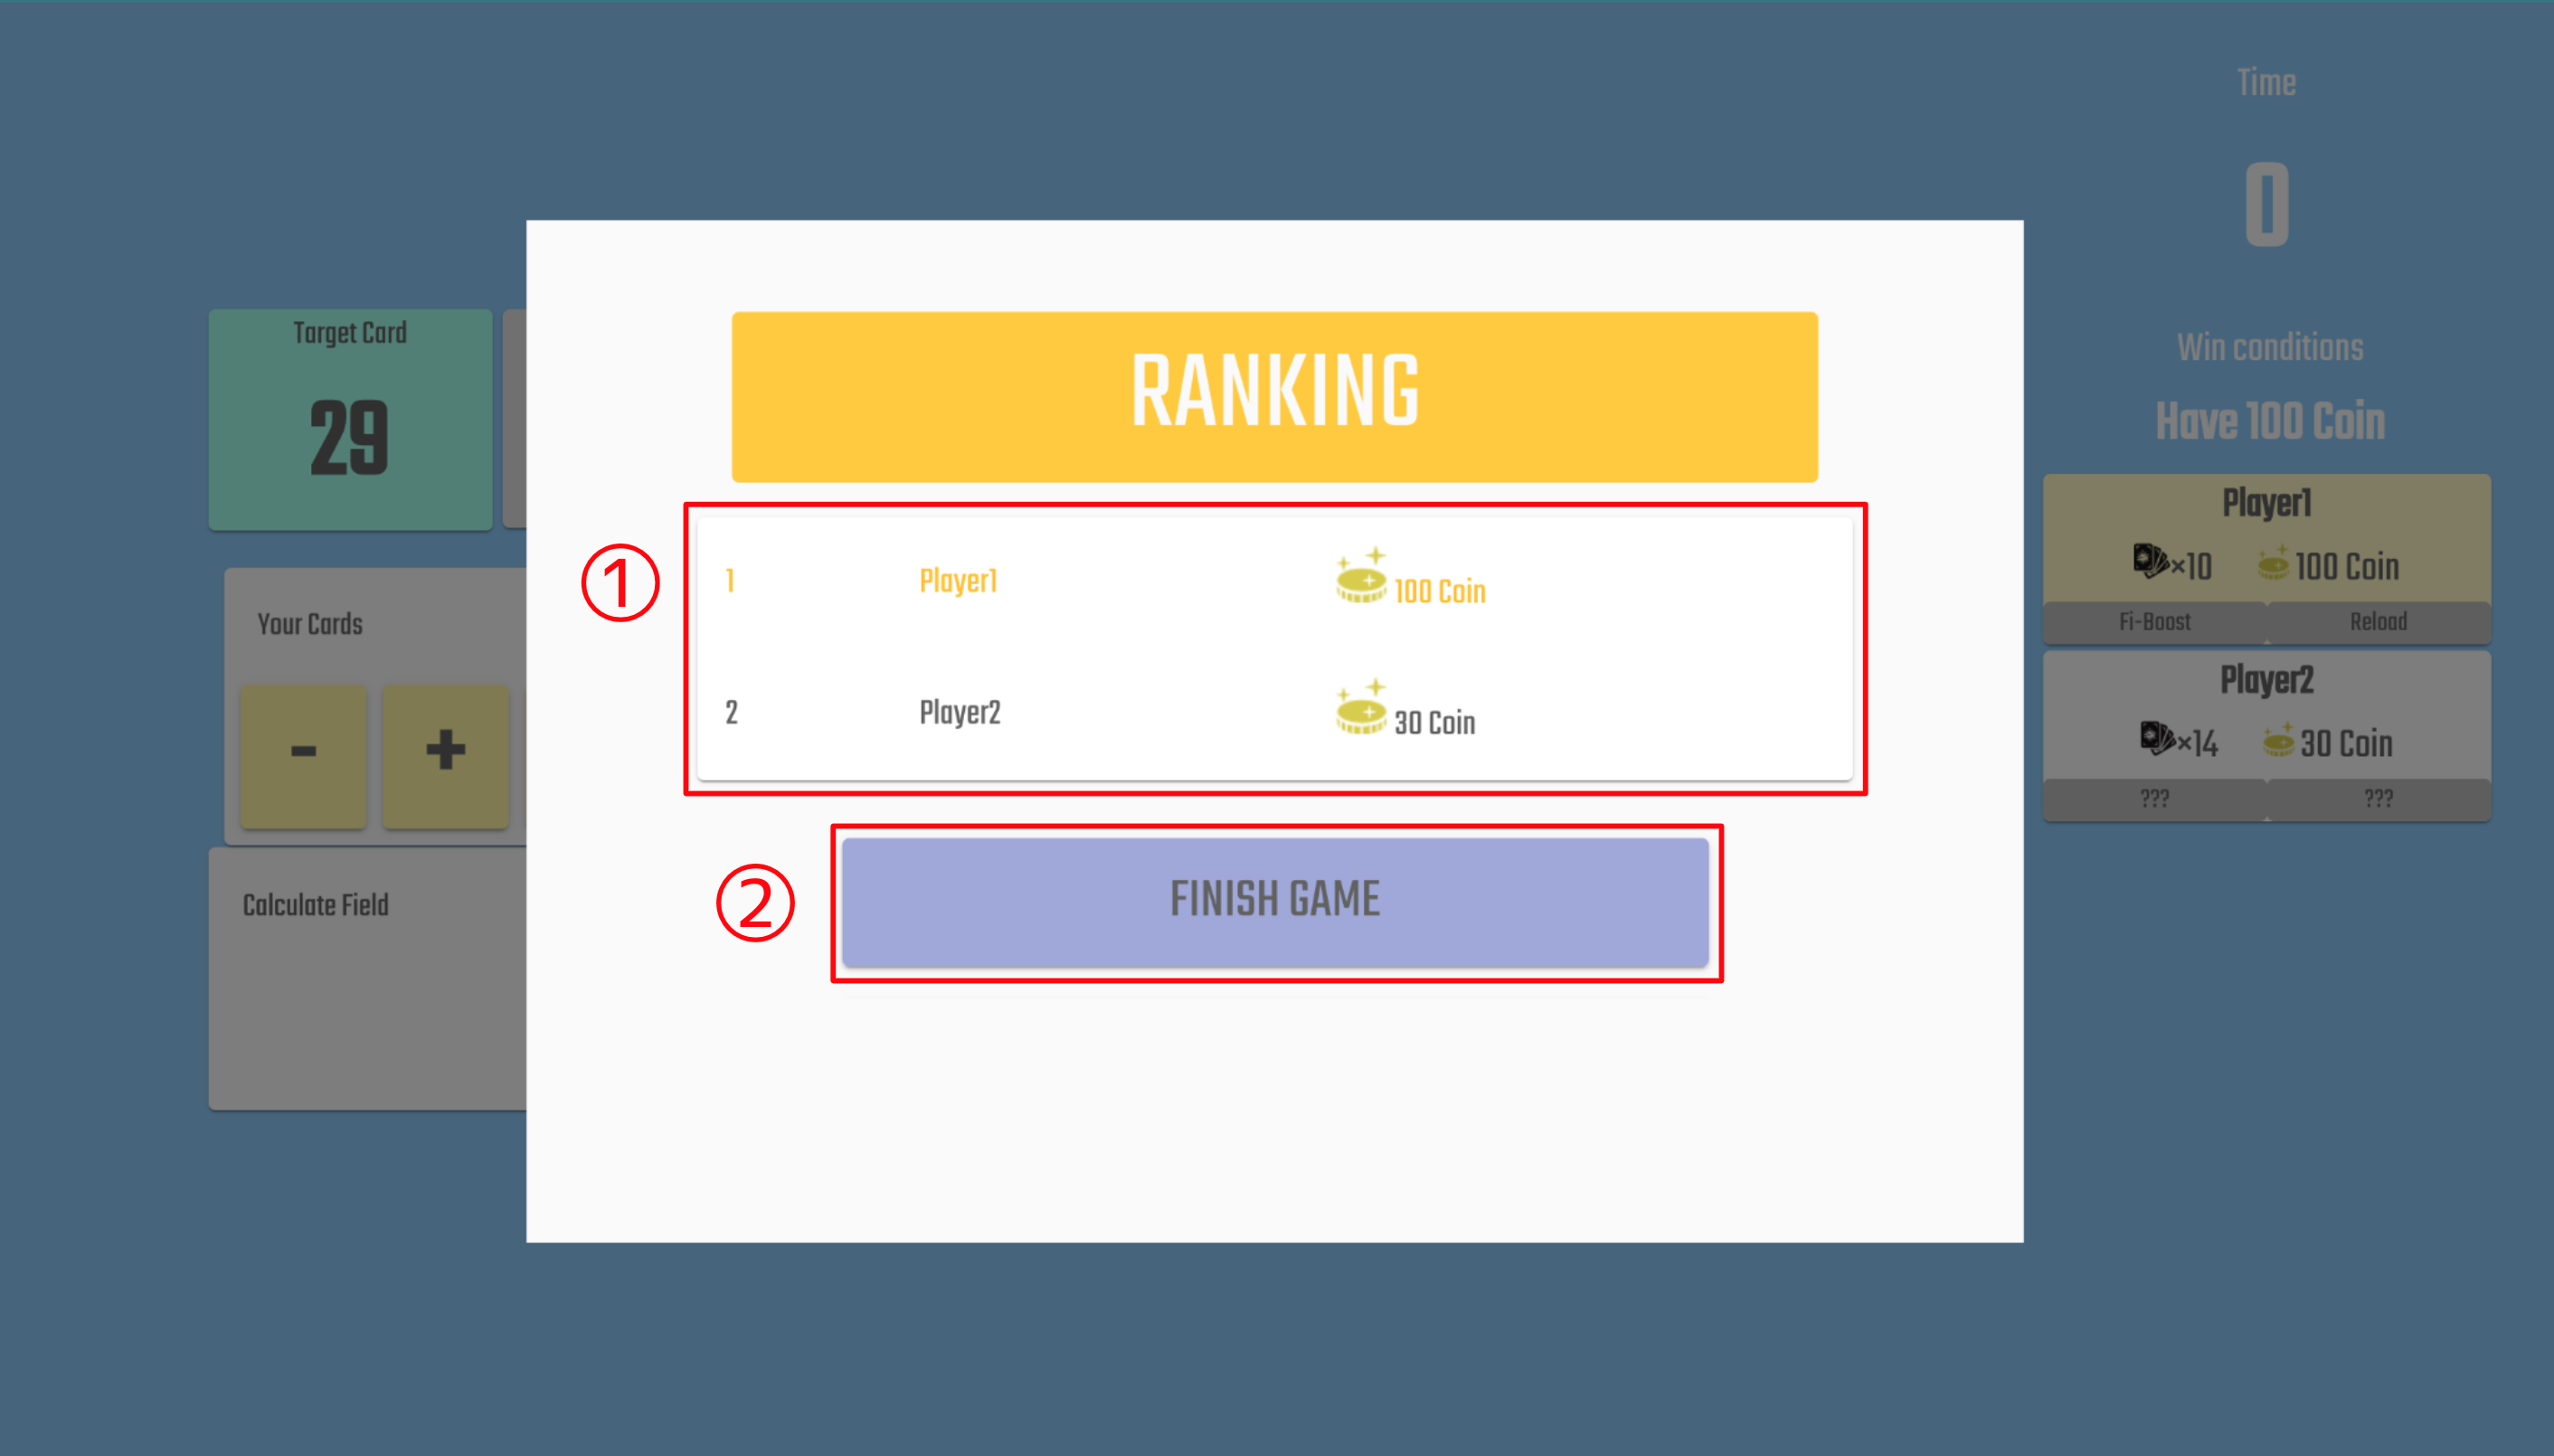 Time
0
Win conditions
Have 100 Coin
Target Card
29
Your Cards
- +
Calculate Field
RANKING
①
1 Player1 100 Coin
2 Player2 30 Coin
②
FINISH GAME
Player1
×10 100 Coin
Fi-Boost Reload
Player2
×14 30 Coin
??? ???